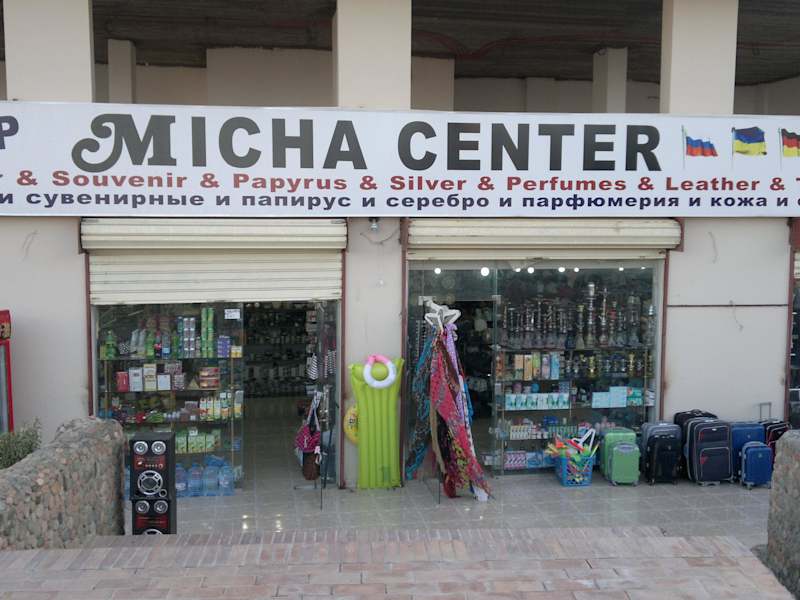 MICHA CENTER
& Souvenir & Papyrus & Silver & Perfumes & Leather &
и сувенирные и папирус и серебро и парфюмерия и кожа и